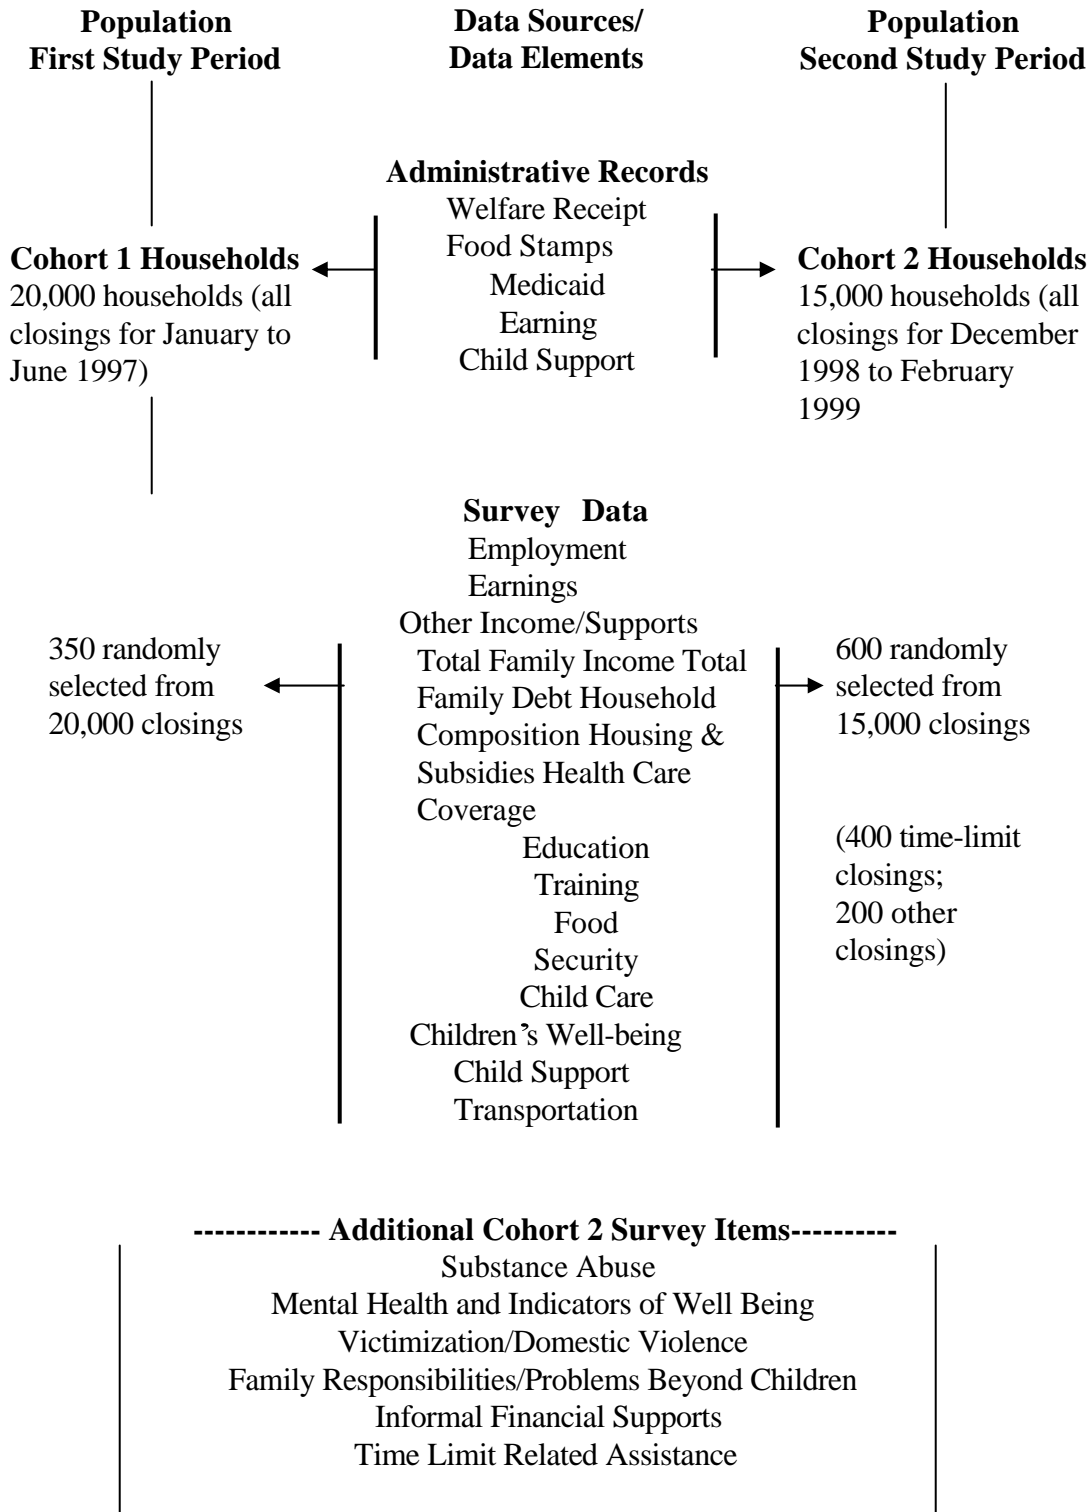 Population
First Study Period
Data Sources/
Data Elements
Population
Second Study Period
Administrative Records
Welfare Receipt
Food Stamps
Medicaid
Earning
Child Support
Cohort 1 Households
20,000 households (all
closings for January to
June 1997)
Cohort 2 Households
15,000 households (all
closings for December
1998 to February
1999
Survey Data
Employment
Earnings
Other Income/Supports
Total Family Income Total
Family Debt Household
Composition Housing &
Subsidies Health Care
Coverage
Education
Training
Food
Security
Child Care
Children's Well-being
Child Support
Transportation
350 randomly
selected from
20,000 closings
600 randomly
selected from
15,000 closings
(400 time-limit
closings;
200 other
closings)
------------ Additional Cohort 2 Survey Items----------
Substance Abuse
Mental Health and Indicators of Well Being
Victimization/Domestic Violence
Family Responsibilities/Problems Beyond Children
Informal Financial Supports
Time Limit Related Assistance